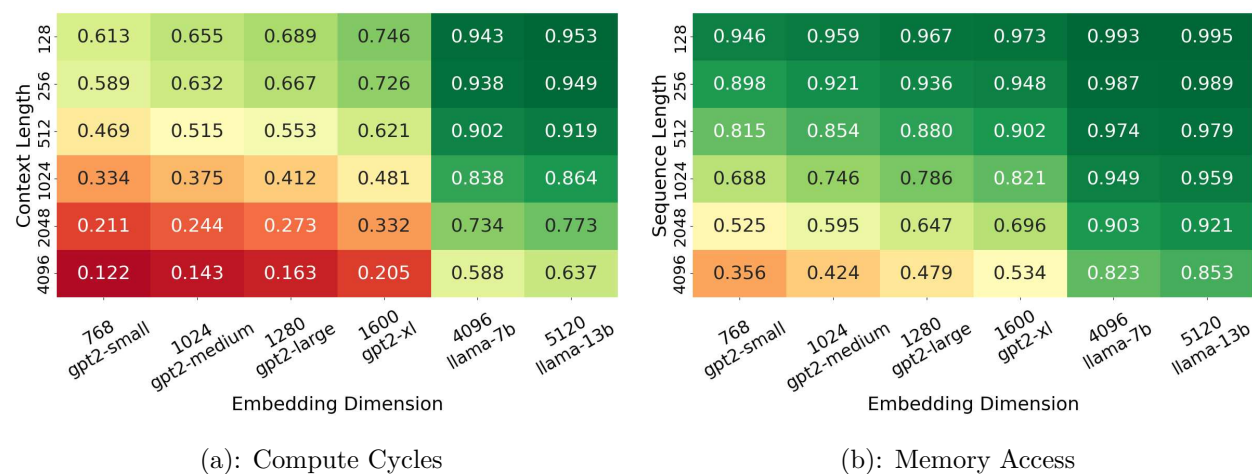 Context Length
128 0.613 0.655 0.689 0.746 0.943 0.953
256 0.589 0.632 0.667 0.726 0.938 0.949
512 0.469 0.515 0.553 0.621 0.902 0.919
1024 0.334 0.375 0.412 0.481 0.838 0.864
2048 0.211 0.244 0.273 0.332 0.734 0.773
4096 0.122 0.143 0.163 0.205 0.588 0.637
768 1024 1280 1600 4096 5120
gpt2-small gpt2-medium gpt2-large gpt2-xl llama-7b llama-13b
Embedding Dimension
(a): Compute Cycles
Sequence Length
128 0.946 0.959 0.967 0.973 0.993 0.995
256 0.898 0.921 0.936 0.948 0.987 0.989
512 0.815 0.854 0.880 0.902 0.974 0.979
1024 0.688 0.746 0.786 0.821 0.949 0.959
2048 0.525 0.595 0.647 0.696 0.903 0.921
4096 0.356 0.424 0.479 0.534 0.823 0.853
768 1024 1280 1600 4096 5120
gpt2-small gpt2-medium gpt2-large gpt2-xl llama-7b llama-13b
Embedding Dimension
(b): Memory Access